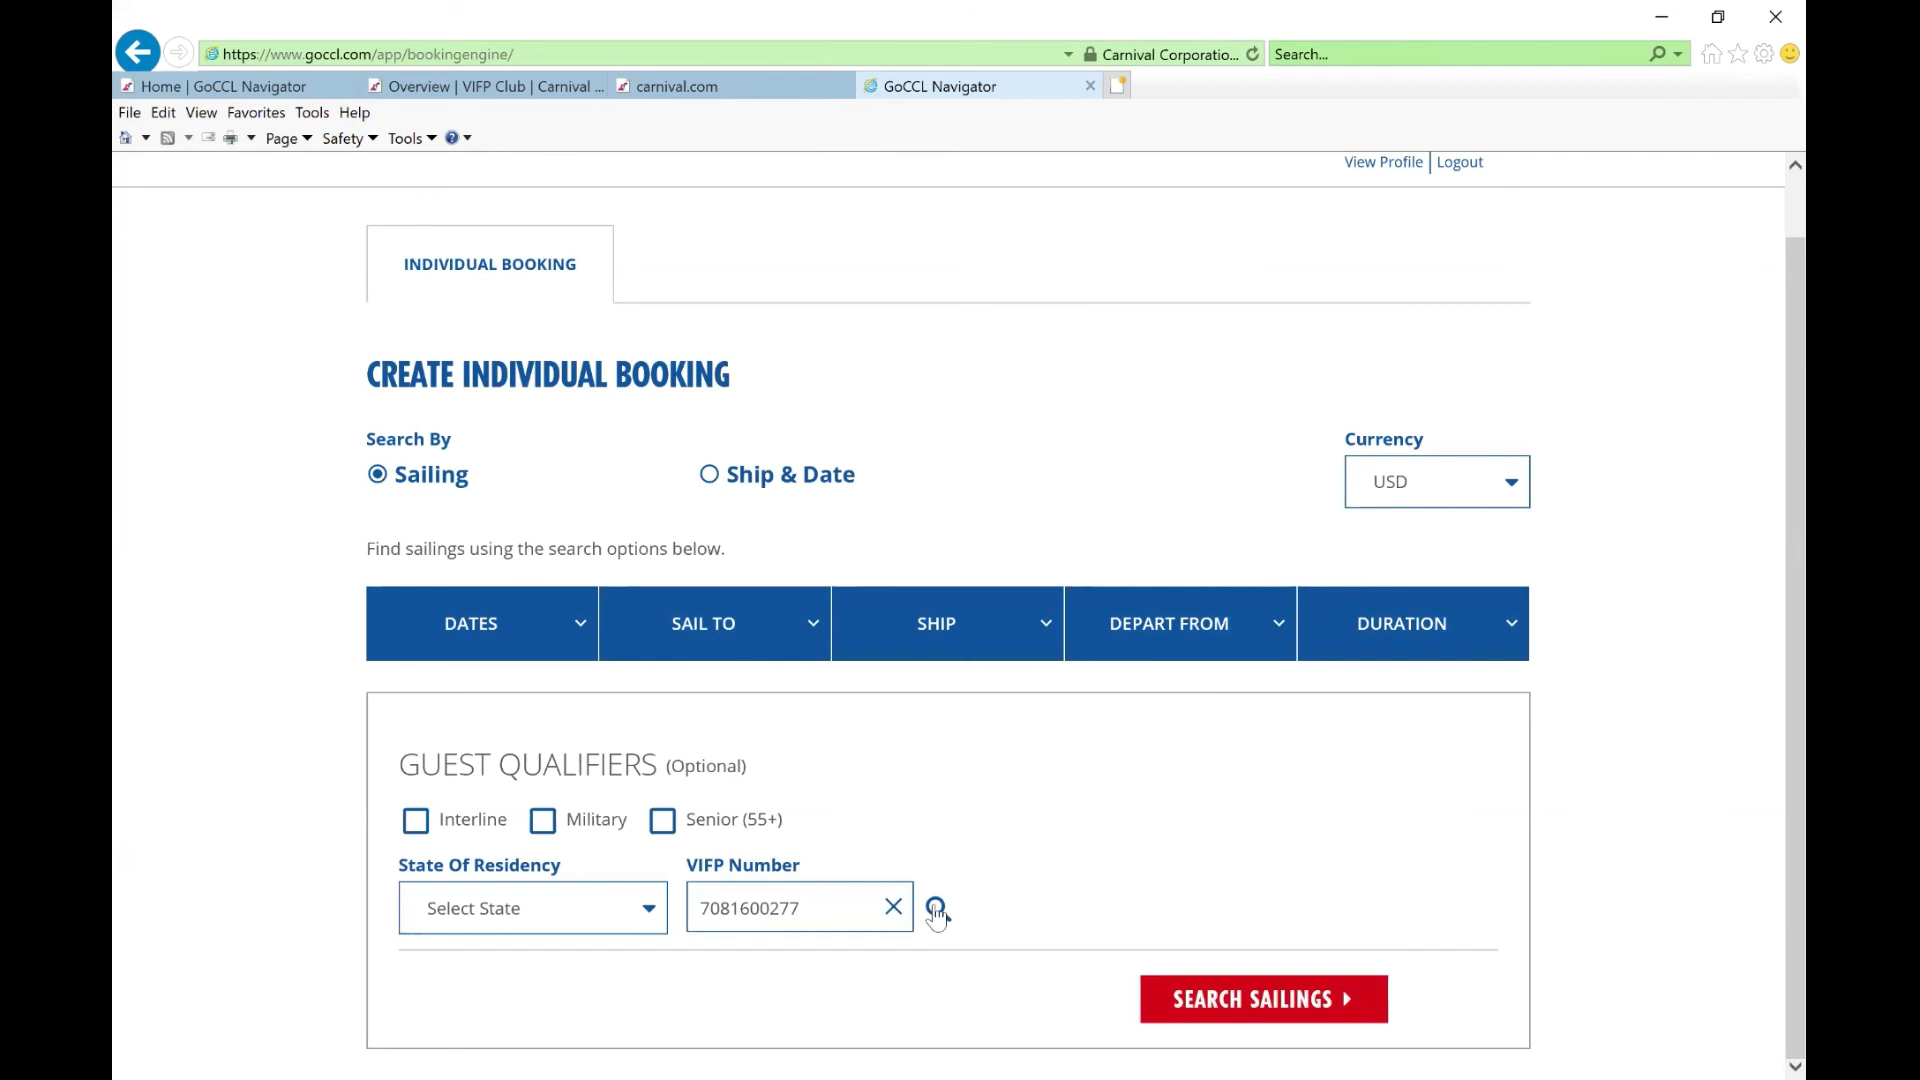 https://www.goccl.com/app/bookingengine/ Carnival Corporatio... Search...
Home | GoCCL Navigator Overview | VIFP Club | Carnival ... carnival.com GoCCL Navigator
File Edit View Favorites Tools Help
Page Safety Tools
View Profile | Logout
INDIVIDUAL BOOKING
CREATE INDIVIDUAL BOOKING
Search By Currency
Sailing Ship & Date USD
Find sailings using the search options below.
DATES SAIL TO SHIP DEPART FROM DURATION
GUEST QUALIFIERS (Optional)
Interline Military Senior (55+)
State Of Residency VIFP Number
Select State 7081600277
SEARCH SAILINGS